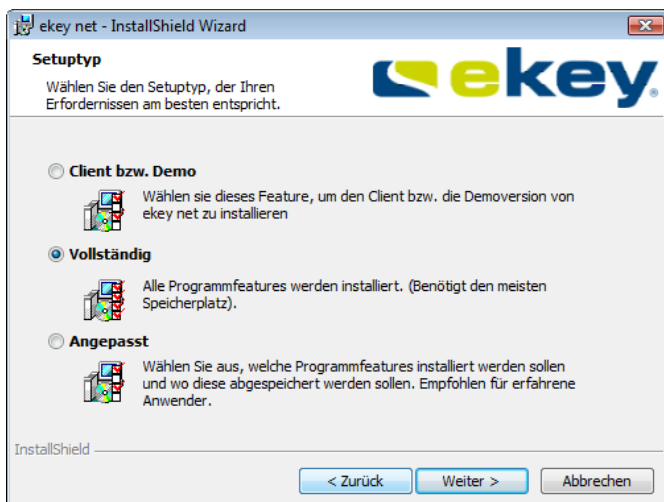 ekey net - InstallShield Wizard
Setuptyp
Wählen Sie den Setuptyp, der Ihren
Erfordernissen am besten entspricht.
ekey
Client bzw. Demo
Wählen sie dieses Feature, um den Client bzw. die Demoversion von
ekey net zu installieren
Vollständig
Alle Programmfeatures werden installiert. (Benötigt den meisten
Speicherplatz).
Angepasst
Wählen Sie aus, welche Programmfeatures installiert werden sollen
und wo diese abgespeichert werden sollen. Empfohlen für erfahrene
Anwender.
InstallShield
< Zurück
Weiter >
Abbrechen